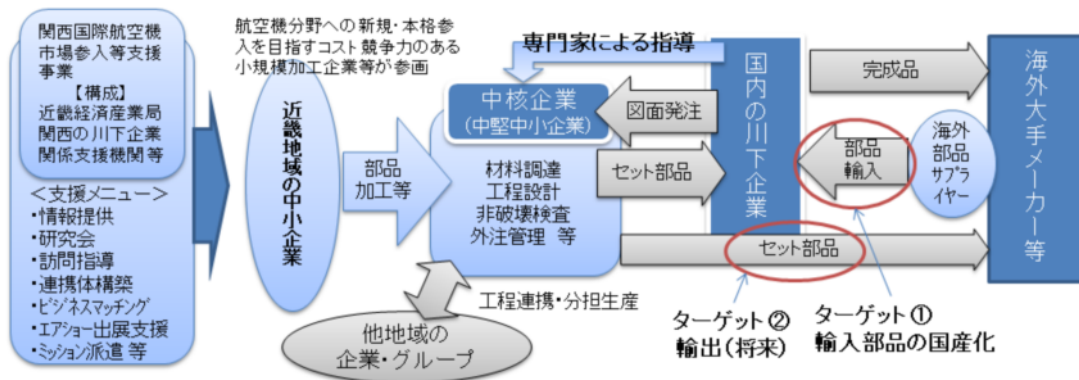 関西国際航空機
市場参入等支援
事業
【構成】
近畿経済産業局
関西の川下企業
関係支援機関等
＜支援メニュー＞
・情報提供
・研究会
・訪問指導
・連携体構築
・ビジネスマッチング
・エアショー出展支援
・ミッション派遣 等
航空機分野への新規・本格参
入を目指すコスト競争力のある
小規模加工企業等が参画
近畿地域の中小企業
部品
加工等
専門家による指導
中核企業
(中堅中小企業)
材料調達
工程設計
非破壊検査
外注管理 等
図面発注
セット部品
国内の川下企業
完成品
部品
輸入
海外
部品
サプラ
イヤー
海外大手メーカー等
セット部品
工程連携・分担生産
他地域の
企業・グループ
ターゲット②
輸出(将来)
ターゲット①
輸入部品の国産化